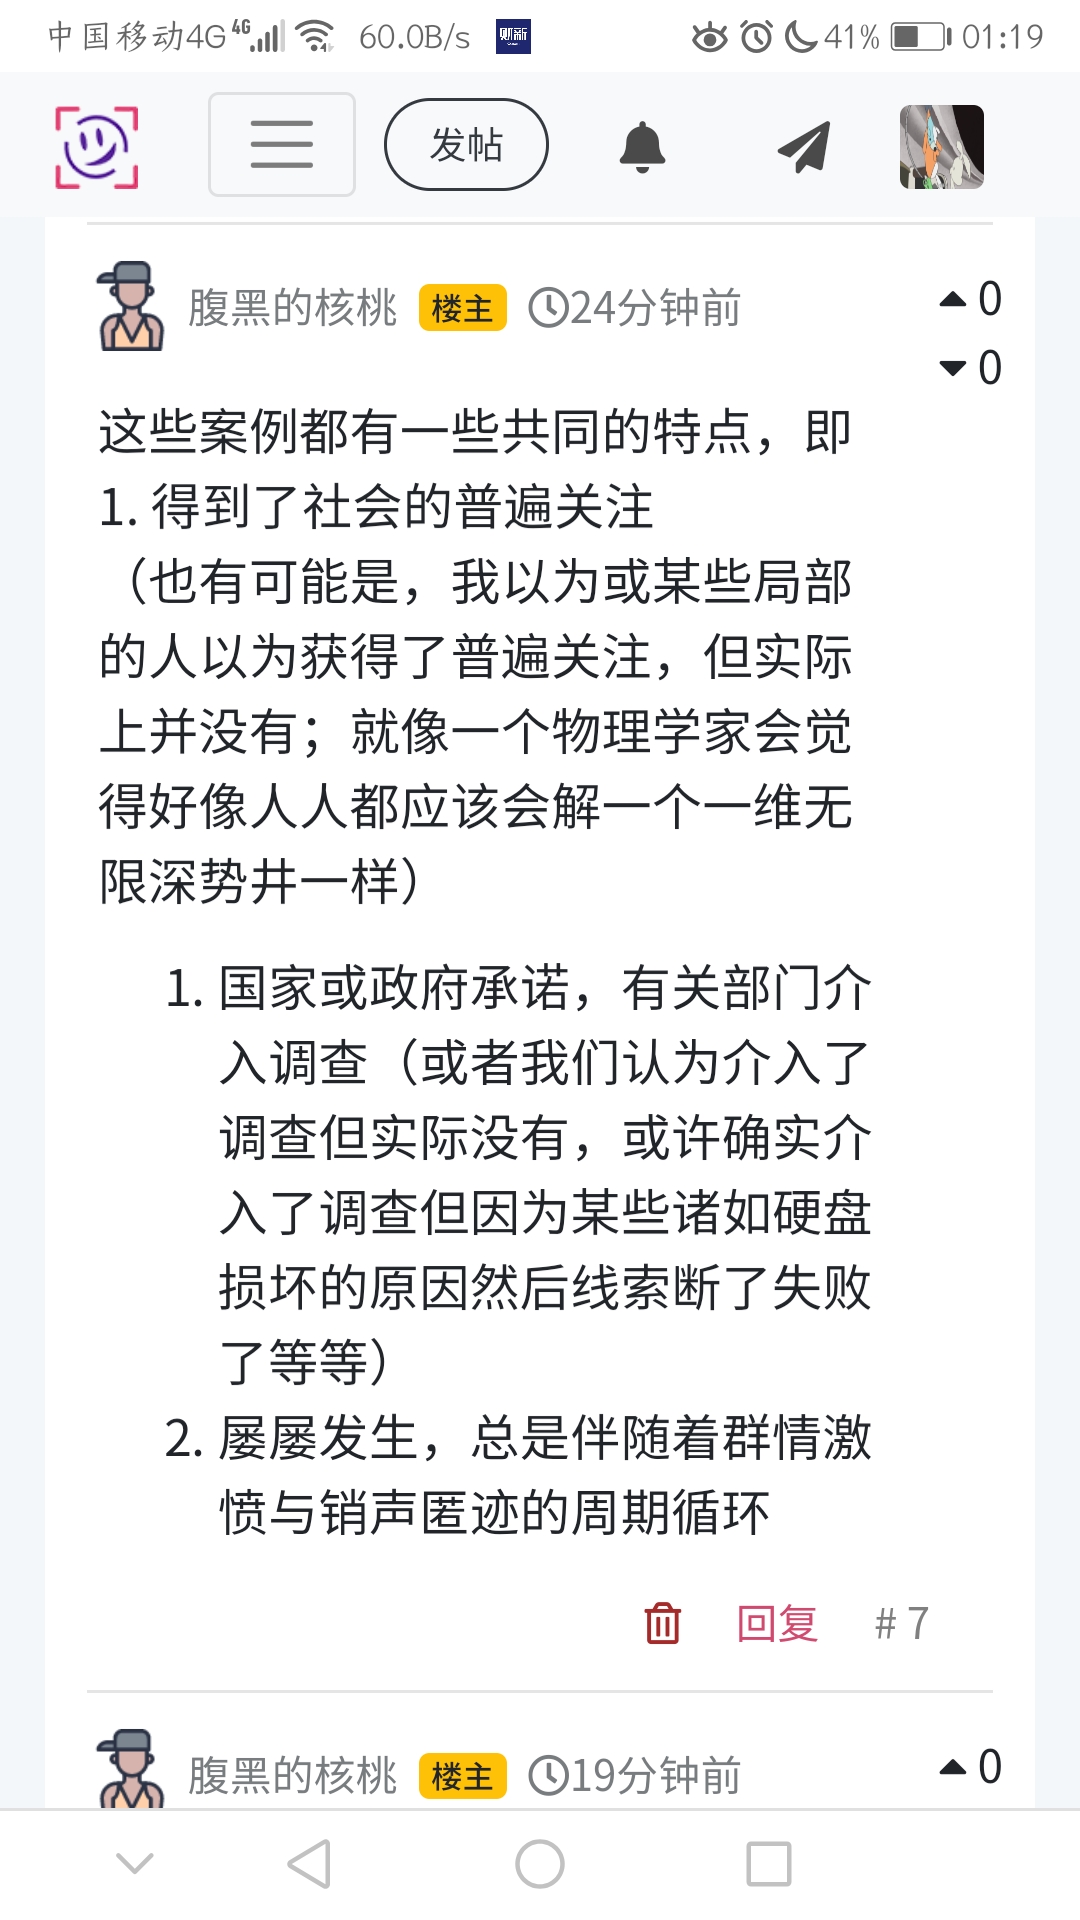 中国移动4G 4G 60.0B/s 财新 41% 01:19
发帖
腹黑的核桃 楼主 24分钟前 0
0
这些案例都有一些共同的特点，即
1. 得到了社会的普遍关注
（也有可能是，我以为或某些局部
的人以为获得了普遍关注，但实际
上并没有；就像一个物理学家会觉
得好像人人都应该会解一个一维无
限深势井一样）
1. 国家或政府承诺，有关部门介
入调查（或者我们认为介入了
调查但实际没有，或许确实介
入了调查但因为某些诸如硬盘
损坏的原因然后线索断了失败
了等等）
2. 屡屡发生，总是伴随着群情激
愤与销声匿迹的周期循环
回复 # 7
腹黑的核桃 楼主 19分钟前 0